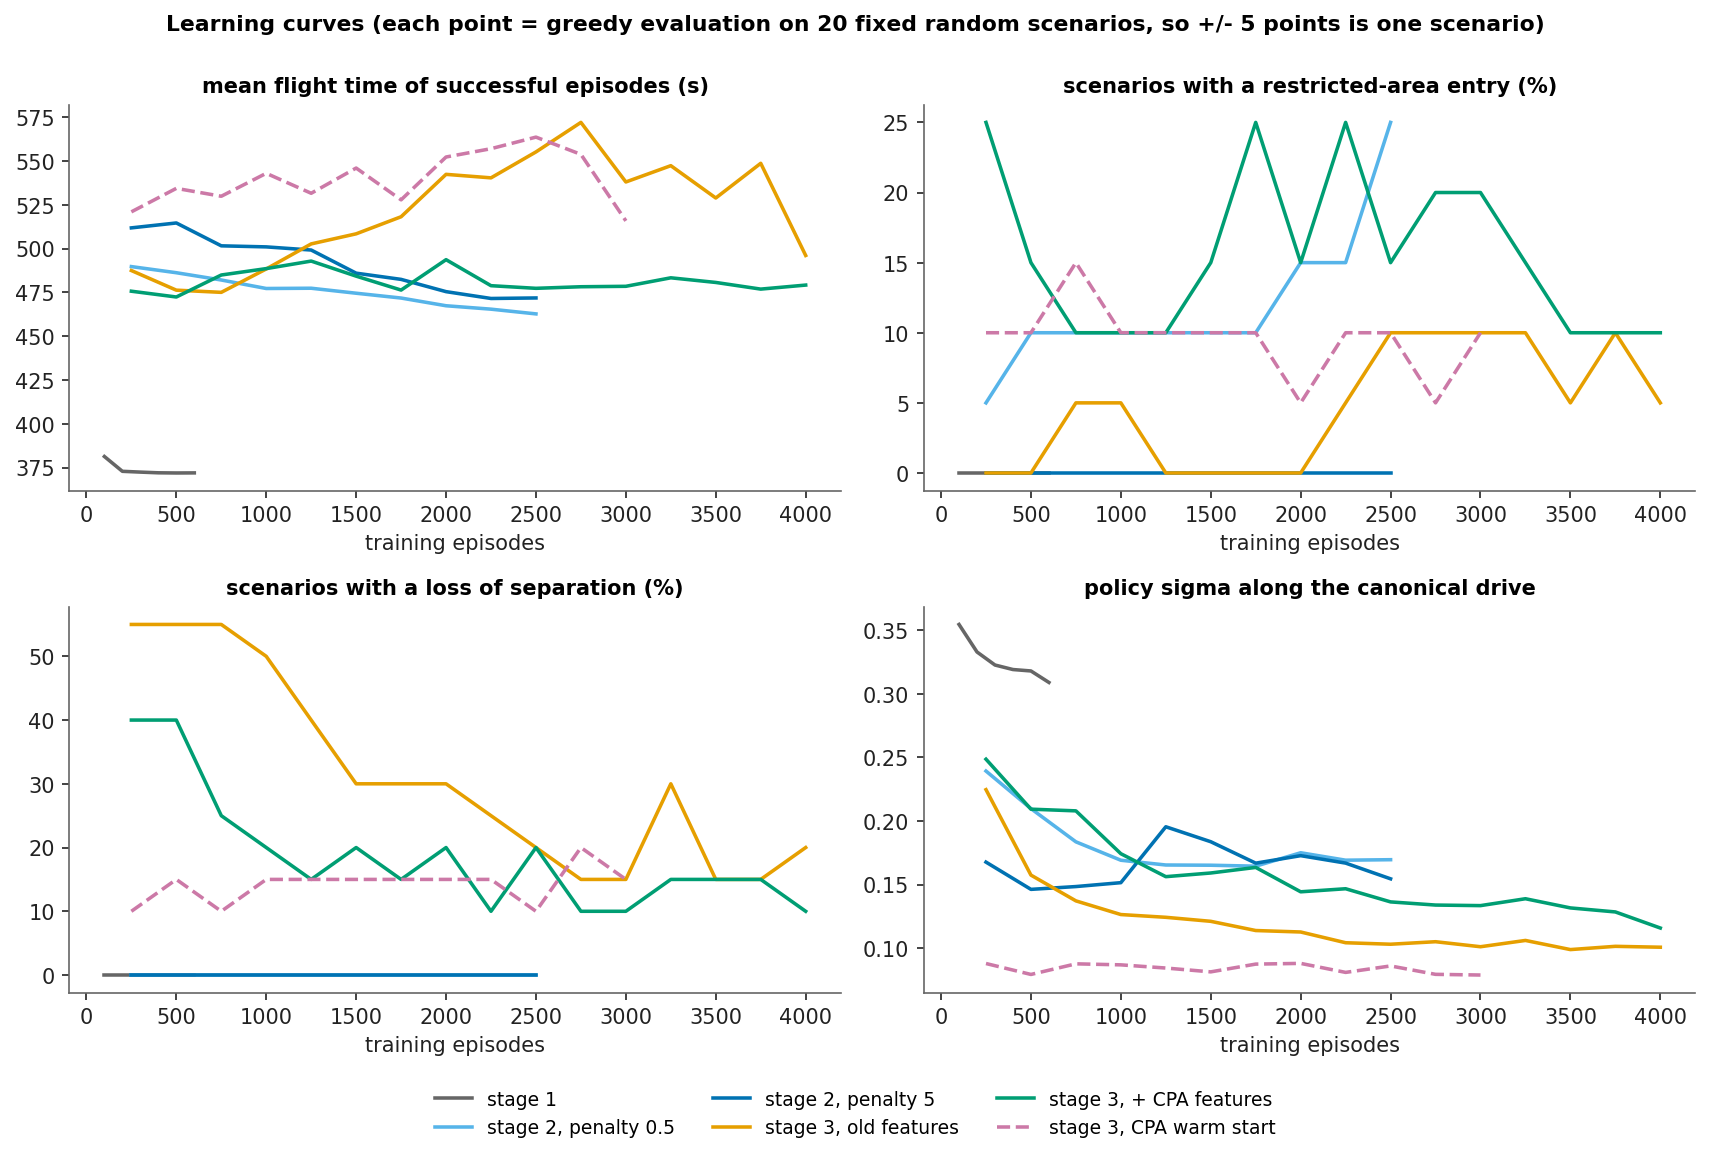 Learning curves (each point = greedy evaluation on 20 fixed random scenarios, so +/- 5 points is one scenario)
mean flight time of successful episodes (s)
575
550
525
500
475
450
425
400
375
0 500 1000 1500 2000 2500 3000 3500 4000
training episodes
scenarios with a restricted-area entry (%)
25
20
15
10
5
0
0 500 1000 1500 2000 2500 3000 3500 4000
training episodes
scenarios with a loss of separation (%)
50
40
30
20
10
0
0 500 1000 1500 2000 2500 3000 3500 4000
training episodes
policy sigma along the canonical drive
0.35
0.30
0.25
0.20
0.15
0.10
0 500 1000 1500 2000 2500 3000 3500 4000
training episodes
stage 1
stage 2, penalty 0.5
stage 2, penalty 5
stage 3, old features
stage 3, + CPA features
stage 3, CPA warm start